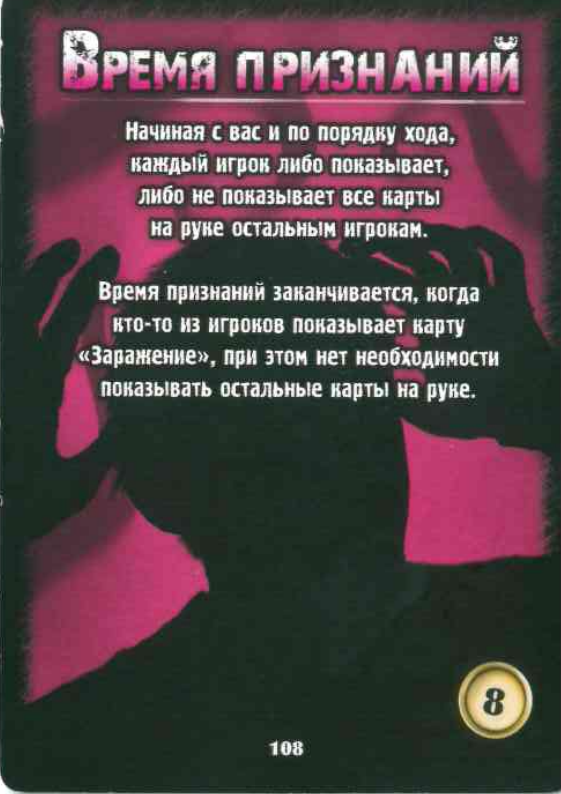 Время признаний
Начиная с вас и по порядку хода,
каждый игрок либо показывает,
либо не показывает все карты
на руке остальным игрокам.
Время признаний заканчивается, когда
кто-то из игроков показывает карту
«Заражение», при этом нет необходимости
показывать остальные карты на руке.
8
108